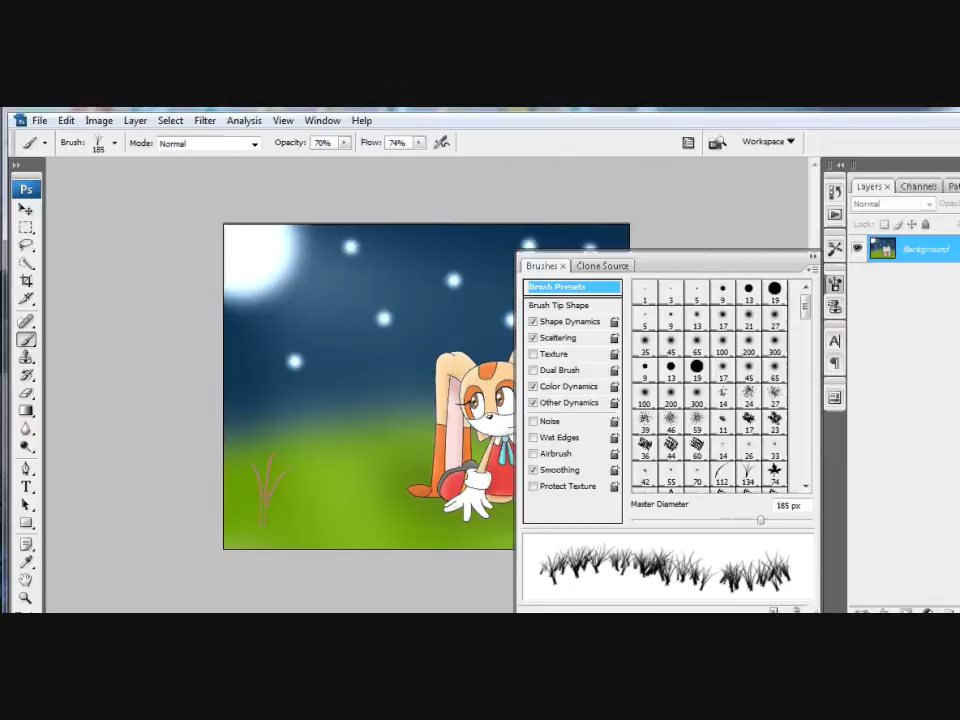 Ps File Edit Image Layer Select Filter Analysis View Window Help
Brush: 185 Mode: Normal Opacity: 70% Flow: 74% Workspace
Ps
Layers Channels
Normal
Lock:
Background
Brushes Clone Source
Brush Presets
Brush Tip Shape
Shape Dynamics
Scattering
Texture
Dual Brush
Color Dynamics
Other Dynamics
Noise
Wet Edges
Airbrush
Smoothing
Protect Texture
1 3 5 9 13 19
5 9 13 17 21 27
35 45 65 100 200 300
9 13 19 17 45 65
100 200 300 14 24 27
39 46 59 11 17 23
36 44 60 14 26 33
42 55 70 112 134 74
Master Diameter 185 px
T
A